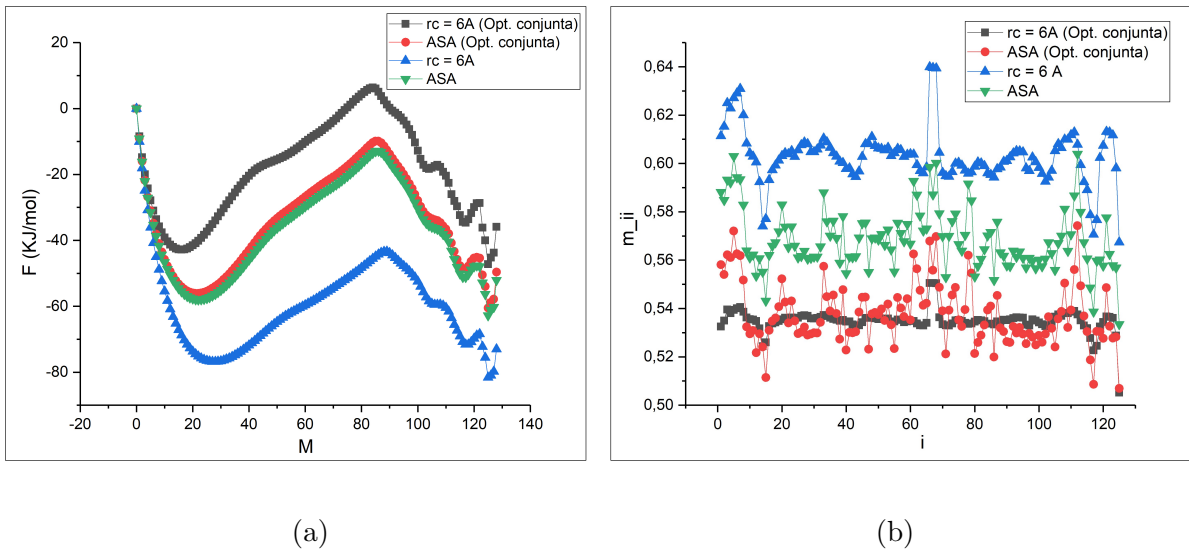 rc = 6A (Opt. conjunta)
ASA (Opt. conjunta)
rc = 6A
ASA
20
0
-20
-40
-60
-80
F (KJ/mol)
-20 0 20 40 60 80 100 120 140
M
(a)
rc = 6A (Opt. conjunta)
ASA (Opt. conjunta)
rc = 6 A
ASA
0,64
0,62
0,60
0,58
0,56
0,54
0,52
0,50
m_ii
0 20 40 60 80 100 120
i
(b)